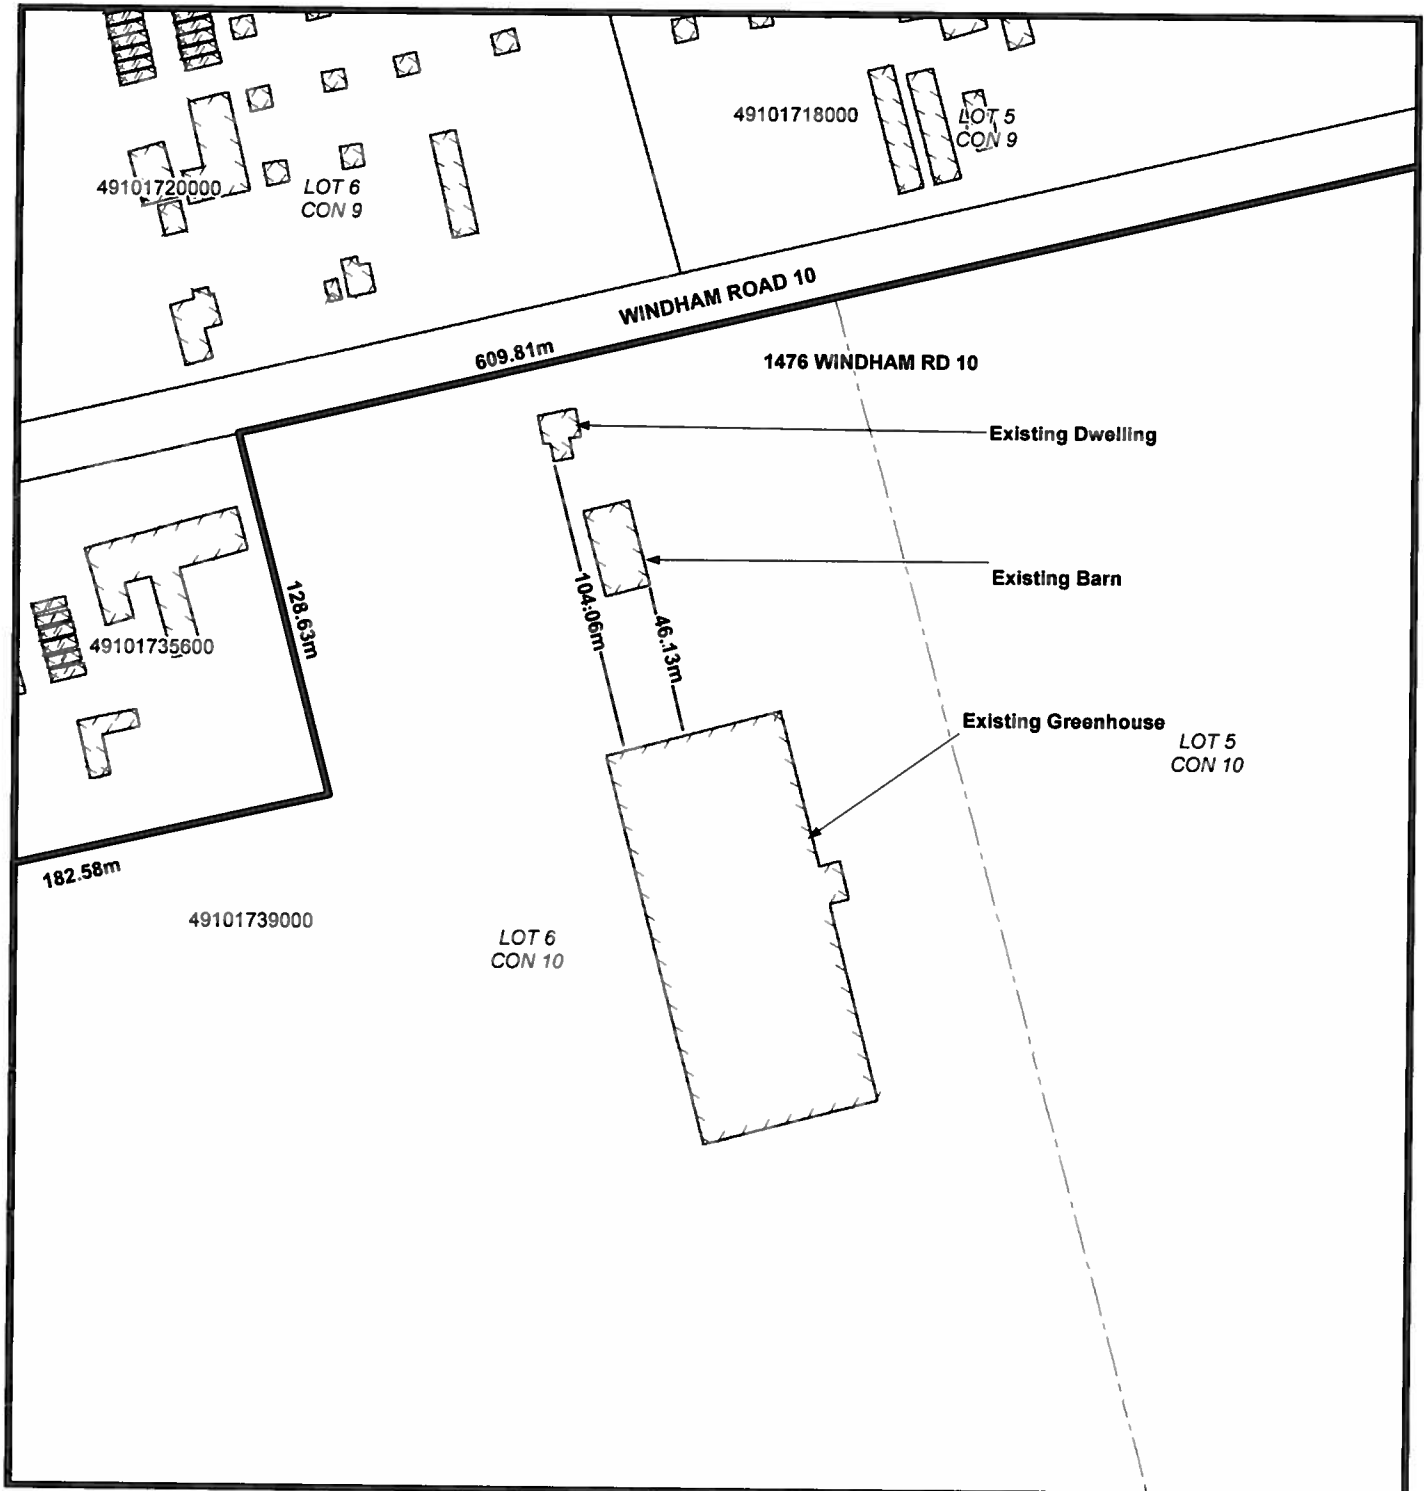 49101718000
LOT 5
CON 9
49101720000
LOT 6
CON 9
WINDHAM ROAD 10
609.81m
1476 WINDHAM RD 10
Existing Dwelling
Existing Barn
128.63m
104.06m
46.13m
49101735600
Existing Greenhouse
LOT 5
CON 10
182.58m
49101739000
LOT 6
CON 10